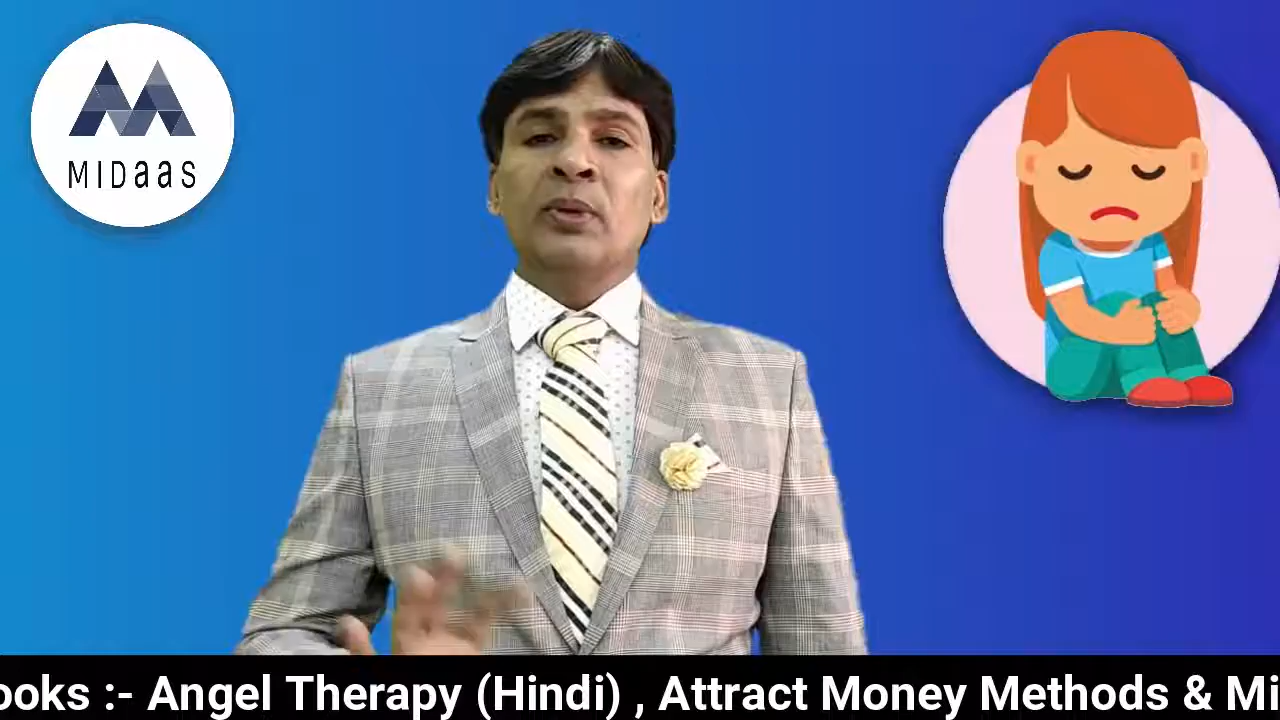 MIDaas
ooks :- Angel Therapy (Hindi) , Attract Money Methods & Mi